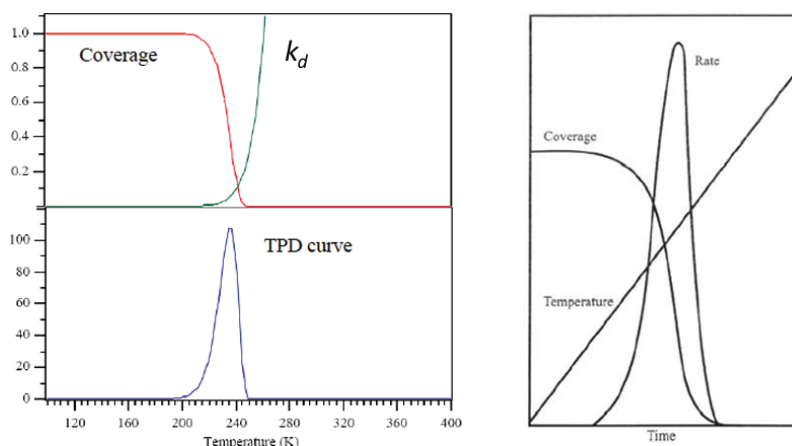 1.0
0.8
0.6
0.4
0.2
Coverage
k_d
100
80
60
40
20
0
TPD curve
120 160 200 240 280 320 360 400
Temperature (K)
Rate
Coverage
Temperature
Time